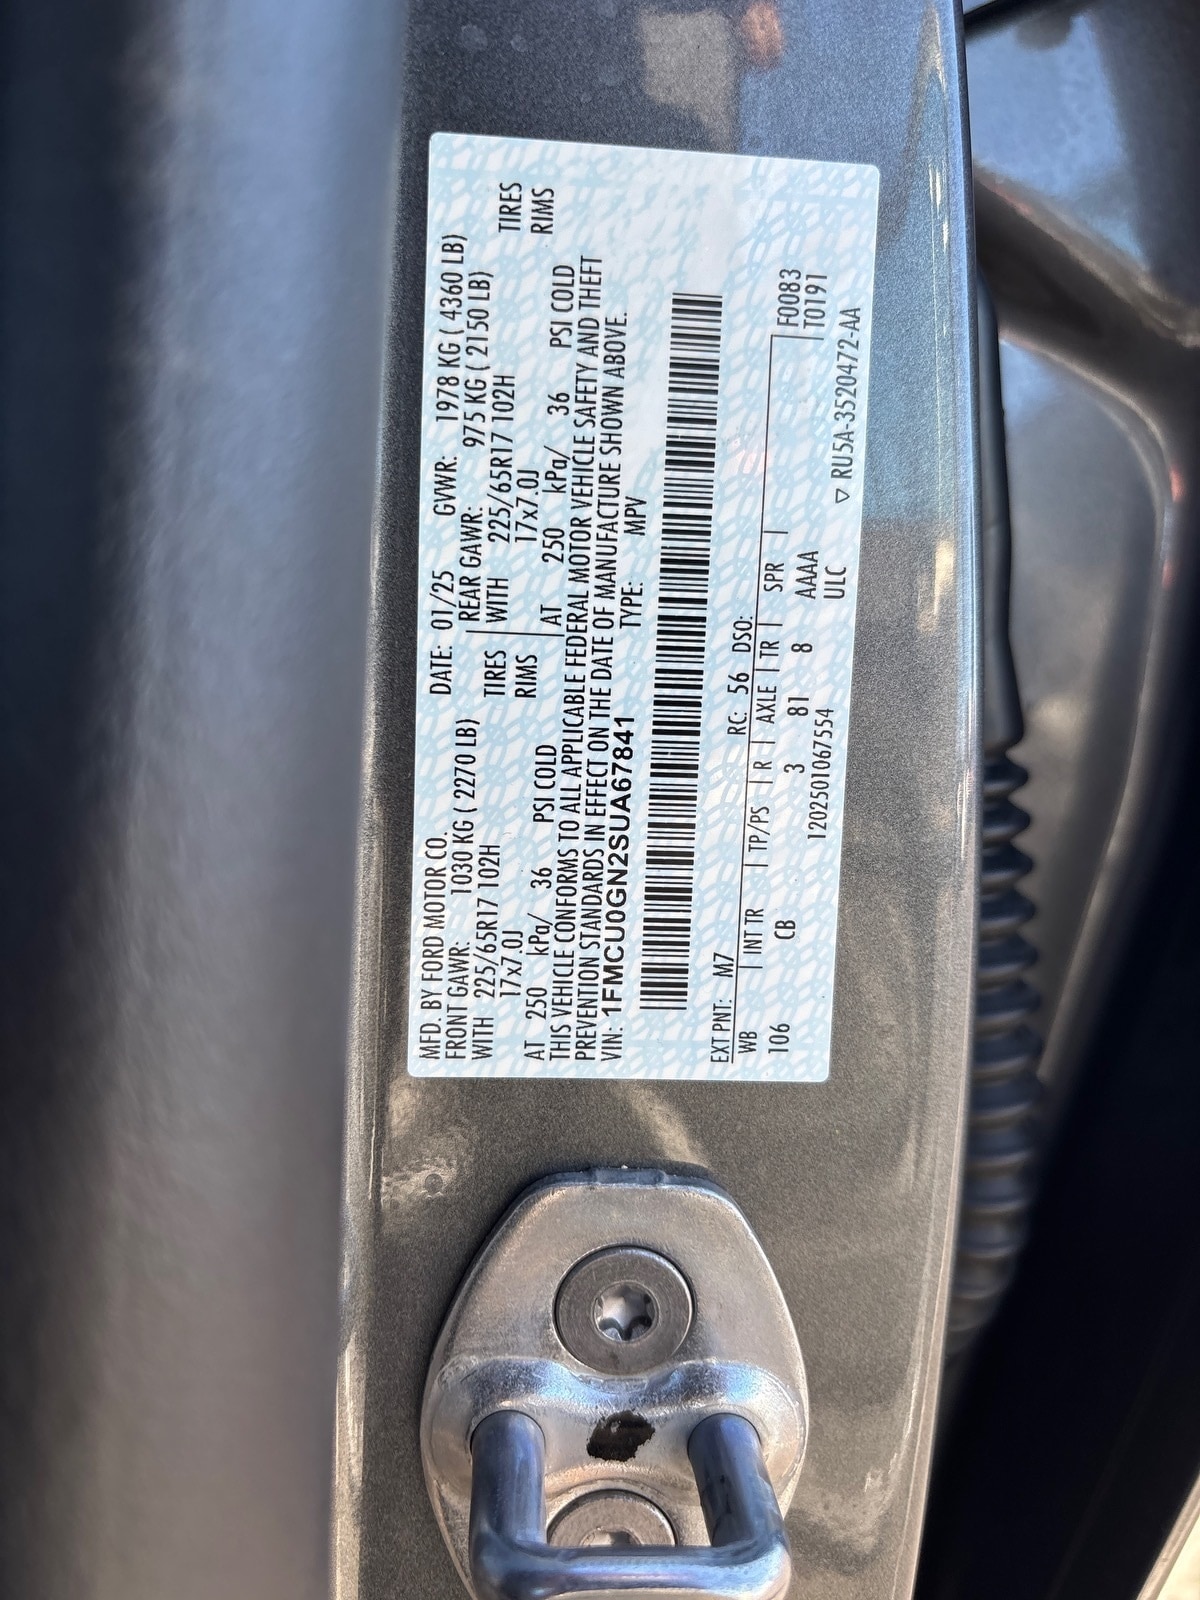 MFD. BY FORD MOTOR CO. DATE: 01/25 GVWR: 1978 KG ( 4360 LB)
FRONT GAWR: 1030 KG ( 2270 LB) REAR GAWR: 975 KG ( 2150 LB)
WITH 225/65R17 102H TIRES WITH 225/65R17 102H TIRES
17x7.0J RIMS 17x7.0J RIMS
AT 250 kPa/ 36 PSI COLD AT 250 kPa/ 36 PSI COLD
THIS VEHICLE CONFORMS TO ALL APPLICABLE FEDERAL MOTOR VEHICLE SAFETY AND THEFT
PREVENTION STANDARDS IN EFFECT ON THE DATE OF MANUFACTURE SHOWN ABOVE.
VIN: 1FMCU0GN2SUA67841 TYPE: MPV
EXT PNT: M7 RC: 56 DSO:
WB | INT TR | TP/PS | R | AXLE | TR | SPR | F0083
106 CB 3 81 8 AAAA T0191
120250106​7554 ULC ▽ RU5A-3520472-AA